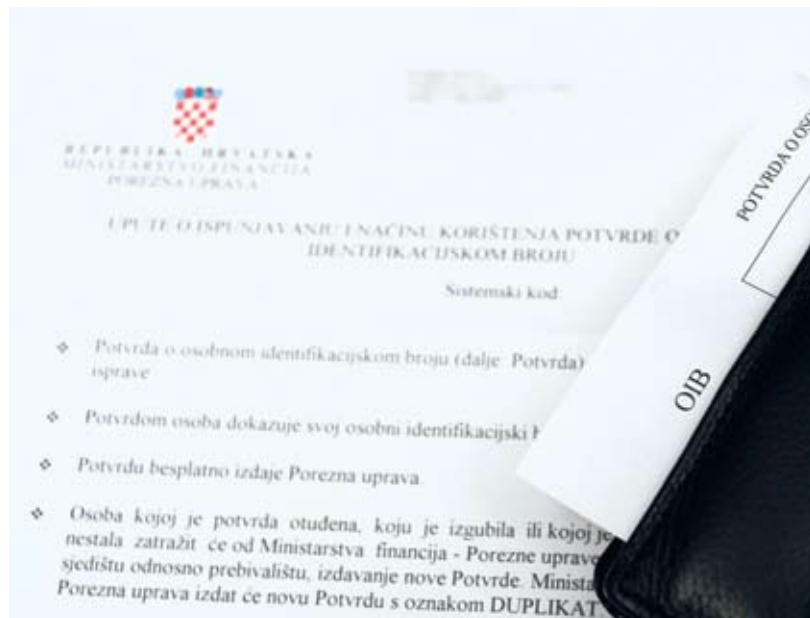 REPUBLIKA HRVATSKA
MINISTARSTVO FINANCIJA
POREZNA UPRAVA
UPUTE O ISPUNJAVANJU I NAČINU KORIŠTENJA POTVRDE O
IDENTIFIKACIJSKOM BROJU
Sistemski kod:
❖ Potvrda o osobnom identifikacijskom broju (dalje Potvrda)
isprave
❖ Potvrdom osoba dokazuje svoj osobni identifikacijski
❖ Potvrdu besplatno izdaje Porezna uprava.
❖ Osoba kojoj je potvrda otuđena, koju je izgubila ili kojoj je
nestala zatražit će od Ministarstva financija - Porezne uprave
sjedištu odnosno prebivalištu, izdavanje nove Potvrde. Minista
Porezna uprava izdat će novu Potvrdu s oznakom DUPLIKAT.
POTVRDA O OSO
OIB